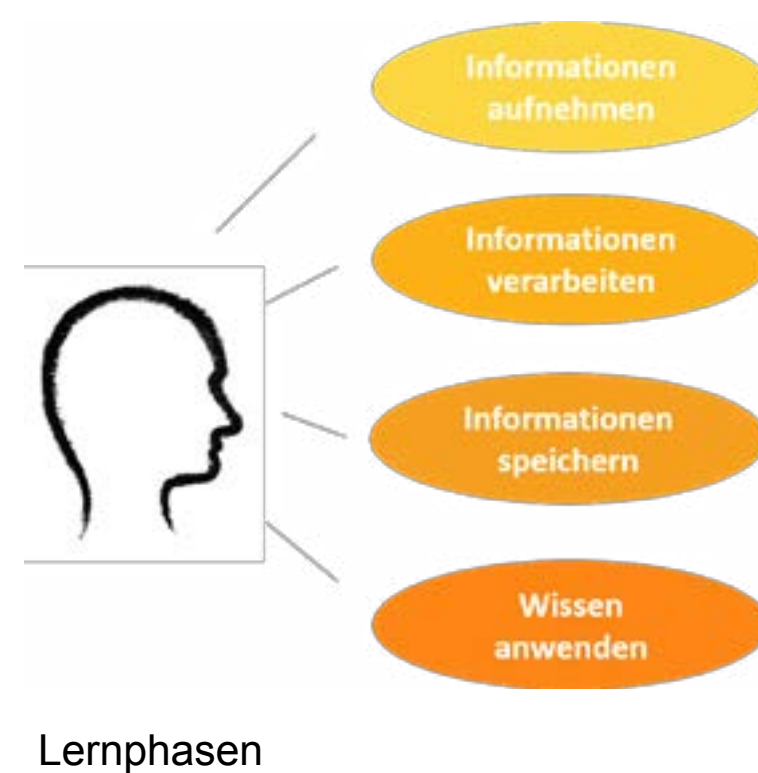 Informationen
aufnehmen
Informationen
verarbeiten
Informationen
speichern
Wissen
anwenden
Lernphasen